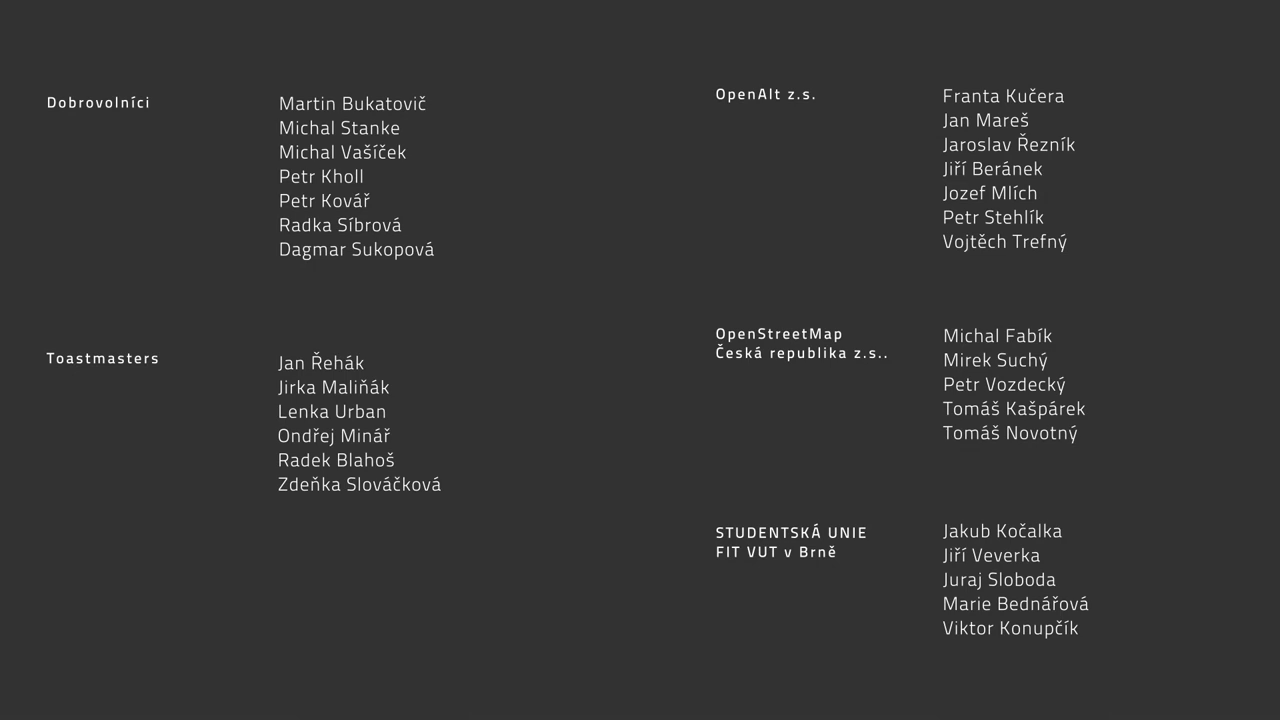 Dobrovolníci
Martin Bukatovič
Michal Stanke
Michal Vašíček
Petr Kholl
Petr Kovář
Radka Síbrová
Dagmar Sukopová
Toastmasters
Jan Řehák
Jirka Maliňák
Lenka Urban
Ondřej Minář
Radek Blahoš
Zdeňka Slováčková
OpenAlt z.s.
Franta Kučera
Jan Mareš
Jaroslav Řezník
Jiří Beránek
Jozef Mlích
Petr Stehlík
Vojtěch Trefný
OpenStreetMap
Česká republika z.s..
Michal Fabík
Mirek Suchý
Petr Vozdecký
Tomáš Kašpárek
Tomáš Novotný
STUDENTSKÁ UNIE
FIT VUT v Brně
Jakub Kočalka
Jiří Veverka
Juraj Sloboda
Marie Bednářová
Viktor Konupčík